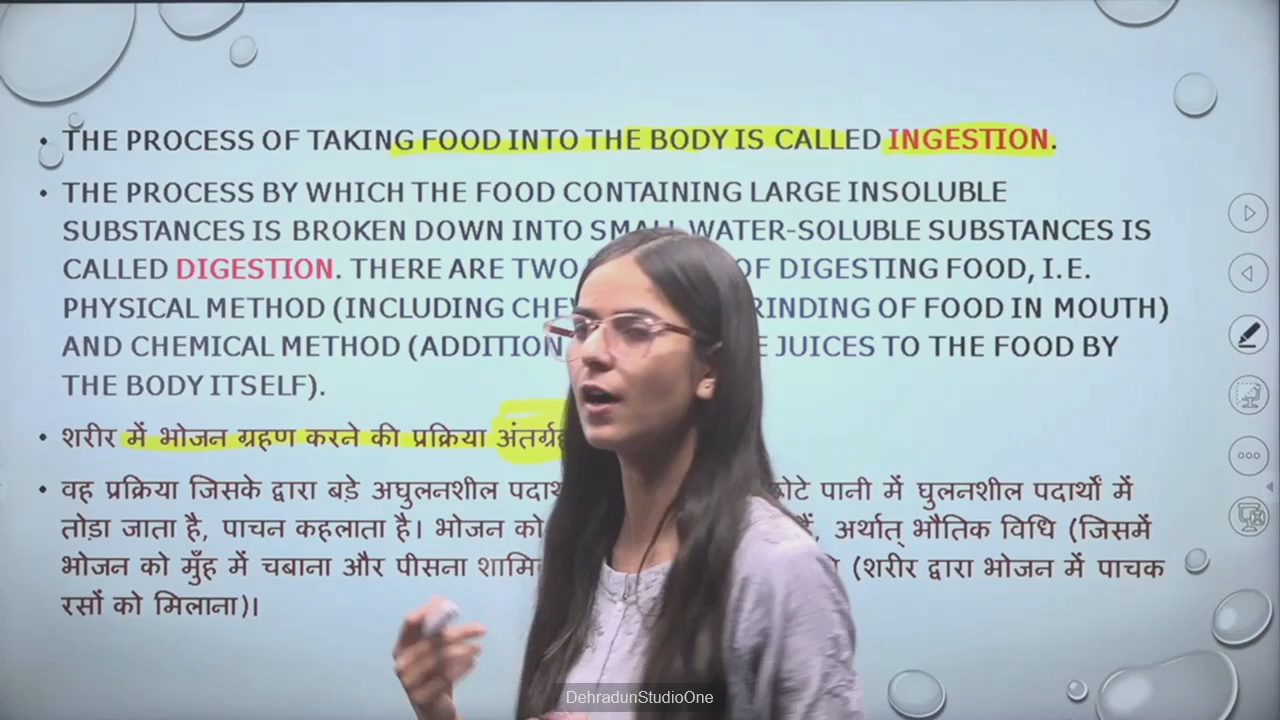 • THE PROCESS OF TAKING FOOD INTO THE BODY IS CALLED INGESTION.
• THE PROCESS BY WHICH THE FOOD CONTAINING LARGE INSOLUBLE
SUBSTANCES IS BROKEN DOWN INTO SMALL WATER-SOLUBLE SUBSTANCES IS
CALLED DIGESTION. THERE ARE TWO OF DIGESTING FOOD, I.E.
PHYSICAL METHOD (INCLUDING OF FOOD IN MOUTH)
AND CHEMICAL METHOD (ADDITION JUICES TO THE FOOD BY
THE BODY ITSELF).
• शरीर में भोजन ग्रहण करने की प्रक्रिया
• वह प्रक्रिया जिसके द्वारा बड़े अघुलनशील पानी में घुलनशील पदार्थों में
तोड़ा जाता है, पाचन कहलाता है। भोजन को अर्थात् भौतिक विधि (जिसमें
भोजन को मुँह में चबाना और पीसना (शरीर द्वारा भोजन में पाचक
रसों को मिलाना)।
DehradunStudioOne